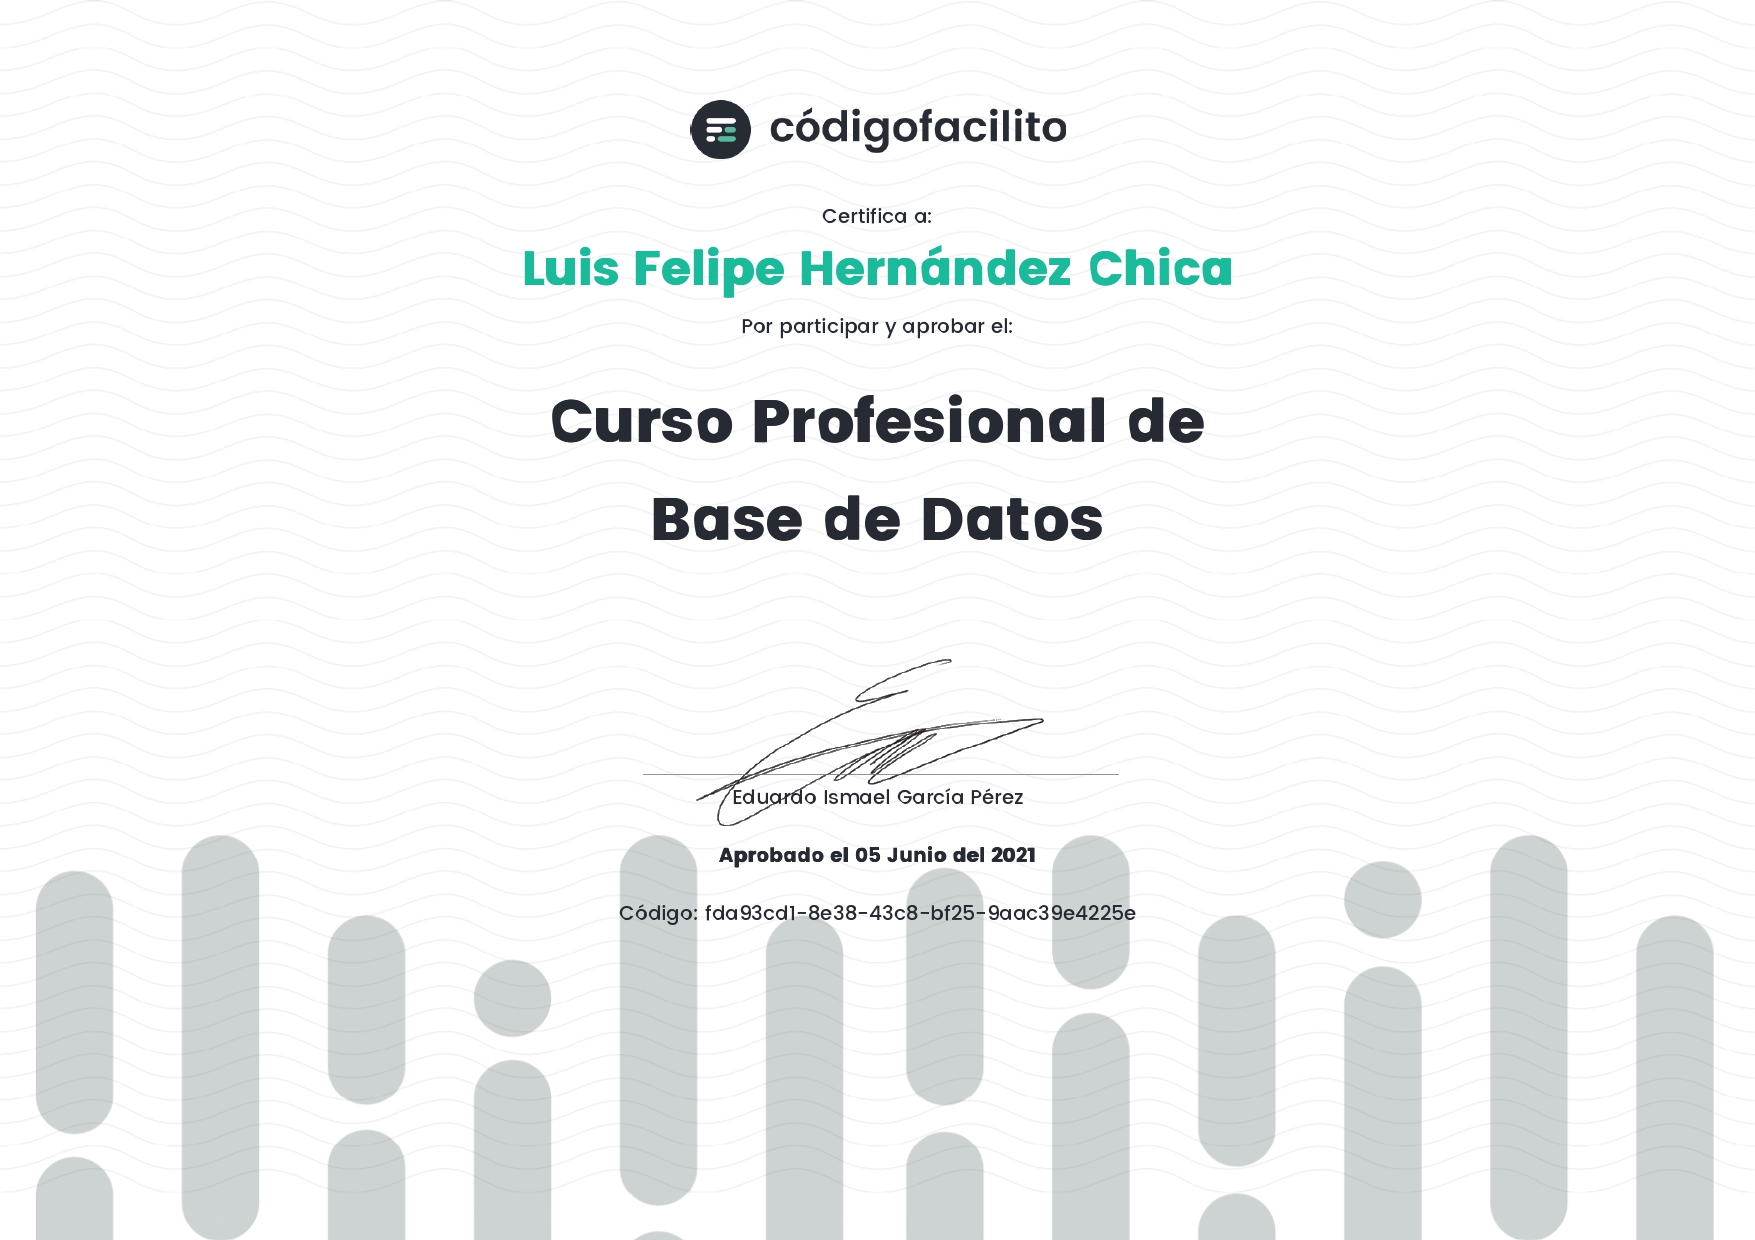 códigofacilito
Certifica a:
Luis Felipe Hernández Chica
Por participar y aprobar el:
Curso Profesional de
Base de Datos
Eduardo Ismael García Pérez
Aprobado el 05 Junio del 2021
Código: fda93cd1-8e38-43c8-bf25-9aac39e4225e